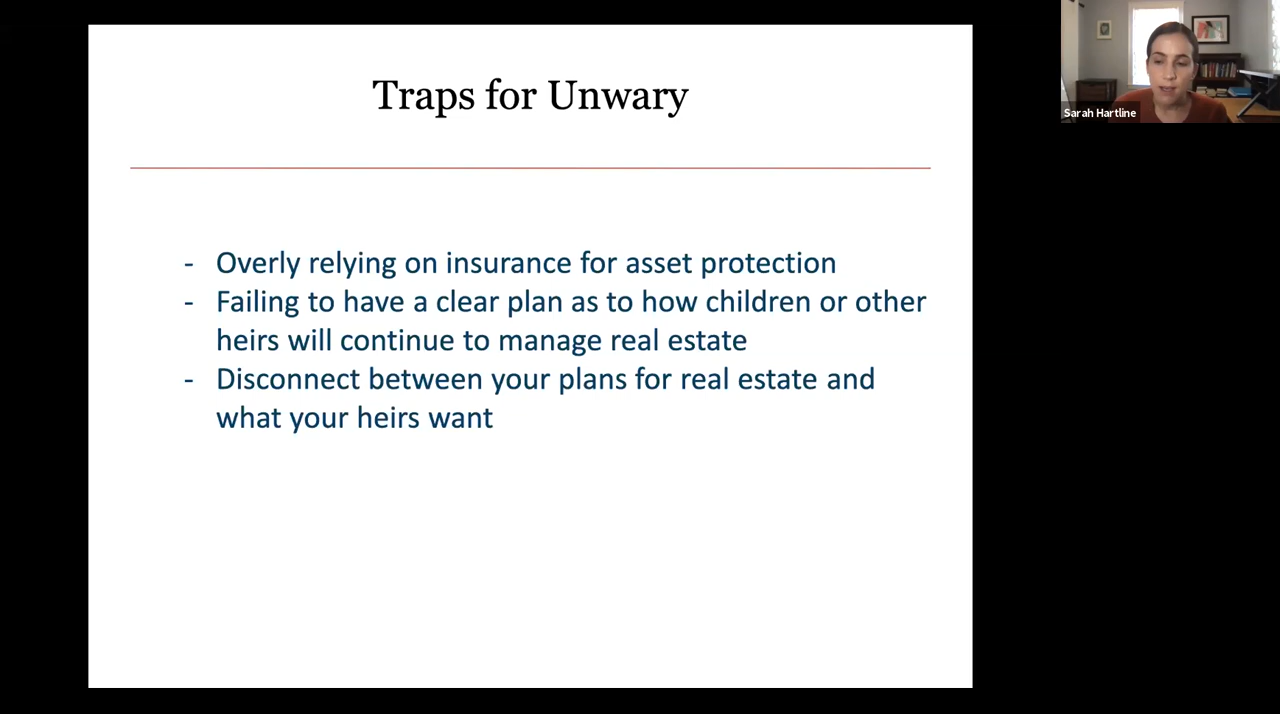 Traps for Unwary
- Overly relying on insurance for asset protection
- Failing to have a clear plan as to how children or other
heirs will continue to manage real estate
- Disconnect between your plans for real estate and
what your heirs want
Sarah Hartline